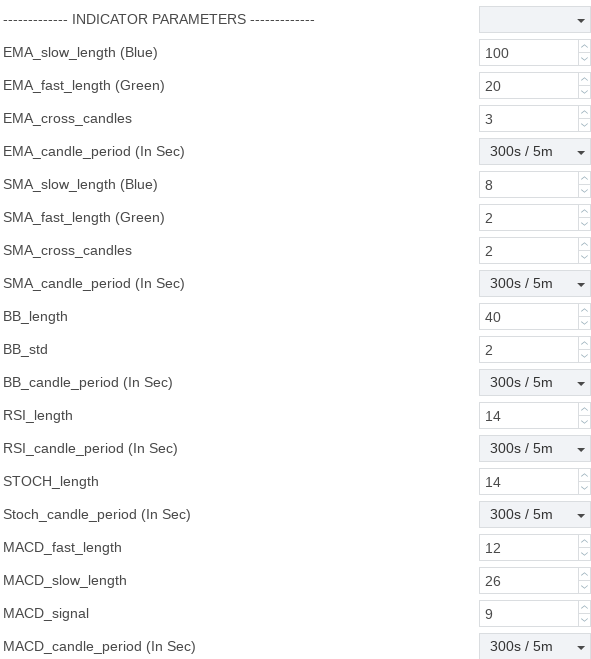 ------------- INDICATOR PARAMETERS -------------
EMA_slow_length (Blue) 100
EMA_fast_length (Green) 20
EMA_cross_candles 3
EMA_candle_period (In Sec) 300s / 5m
SMA_slow_length (Blue) 8
SMA_fast_length (Green) 2
SMA_cross_candles 2
SMA_candle_period (In Sec) 300s / 5m
BB_length 40
BB_std 2
BB_candle_period (In Sec) 300s / 5m
RSI_length 14
RSI_candle_period (In Sec) 300s / 5m
STOCH_length 14
Stoch_candle_period (In Sec) 300s / 5m
MACD_fast_length 12
MACD_slow_length 26
MACD_signal 9
MACD_candle_period (In Sec) 300s / 5m